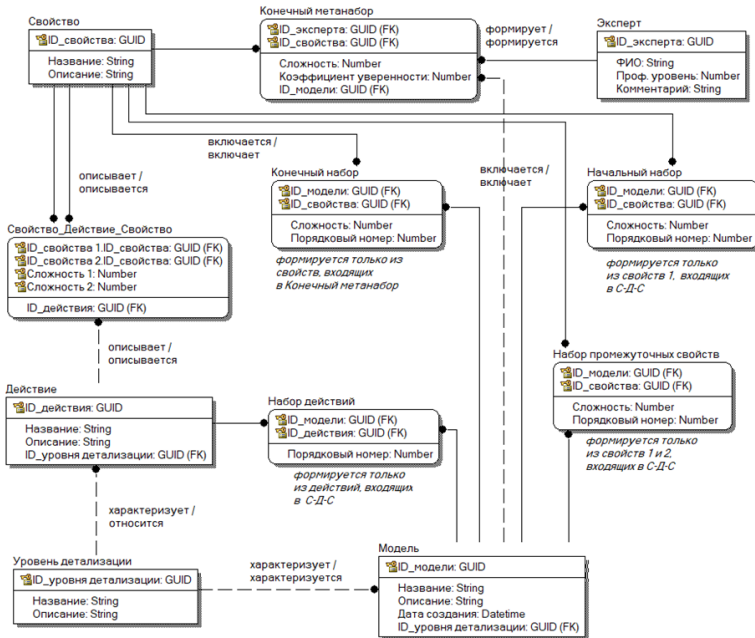 Свойство
ID_свойства: GUID
Название: String
Описание: String
Конечный метанабор
ID_эксперта: GUID (FK)
ID_свойства: GUID (FK)
Сложность: Number
Коэффициент уверенности: Number
ID_модели: GUID (FK)
формирует /
формируется
Эксперт
ID_эксперта: GUID
ФИО: String
Проф. уровень: Number
Комментарий: String
включается /
включает
описывает /
описывается
Конечный набор
ID_модели: GUID (FK)
ID_свойства: GUID (FK)
Сложность: Number
Порядковый номер: Number
формируется только из
свойств, входящих
в Конечный метанабор
включается /
включает
Начальный набор
ID_модели: GUID (FK)
ID_свойства: GUID (FK)
Сложность: Number
Порядковый номер: Number
формируется только
из свойств 1, входящих
в С-Д-С
Свойство_Действие_Свойство
ID_свойства 1.ID_свойства: GUID (FK)
ID_свойства 2.ID_свойства: GUID (FK)
Сложность 1: Number
Сложность 2: Number
ID_действия: GUID (FK)
описывает /
описывается
Набор промежуточных свойств
ID_модели: GUID (FK)
ID_свойства: GUID (FK)
Сложность: Number
Порядковый номер: Number
формируется только
из свойств 1 и 2,
входящих в С-Д-С
Действие
ID_действия: GUID
Название: String
Описание: String
ID_уровня детализации: GUID (FK)
Набор действий
ID_модели: GUID (FK)
ID_действия: GUID (FK)
Порядковый номер: Number
формируется только
из действий, входящих
в С-Д-С
характеризует /
относится
Уровень детализации
ID_уровня детализации: GUID
Название: String
Описание: String
характеризует /
характеризуется
Модель
ID_модели: GUID
Название: String
Описание: String
Дата создания: Datetime
ID_уровня детализации: GUID (FK)